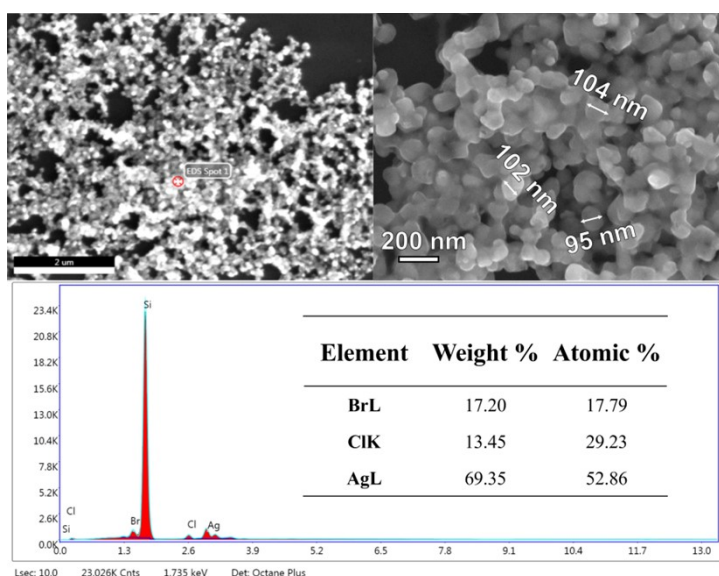 EDS Spot 1
2 um
104 nm
102 nm
95 nm
200 nm
23.4K
20.8K
18.2K
15.6K
13.0K
10.4K
7.8K
5.2K
2.6K
0.0K
Si
Cl
Si
Br
Cl
Ag
0.0 1.3 2.6 3.9 5.2 6.5 7.8 9.1 10.4 11.7 13.0
Element Weight % Atomic %
BrL 17.20 17.79
ClK 13.45 29.23
AgL 69.35 52.86
Lsec: 10.0 23.026K Cnts 1.735 keV Det: Octane Plus